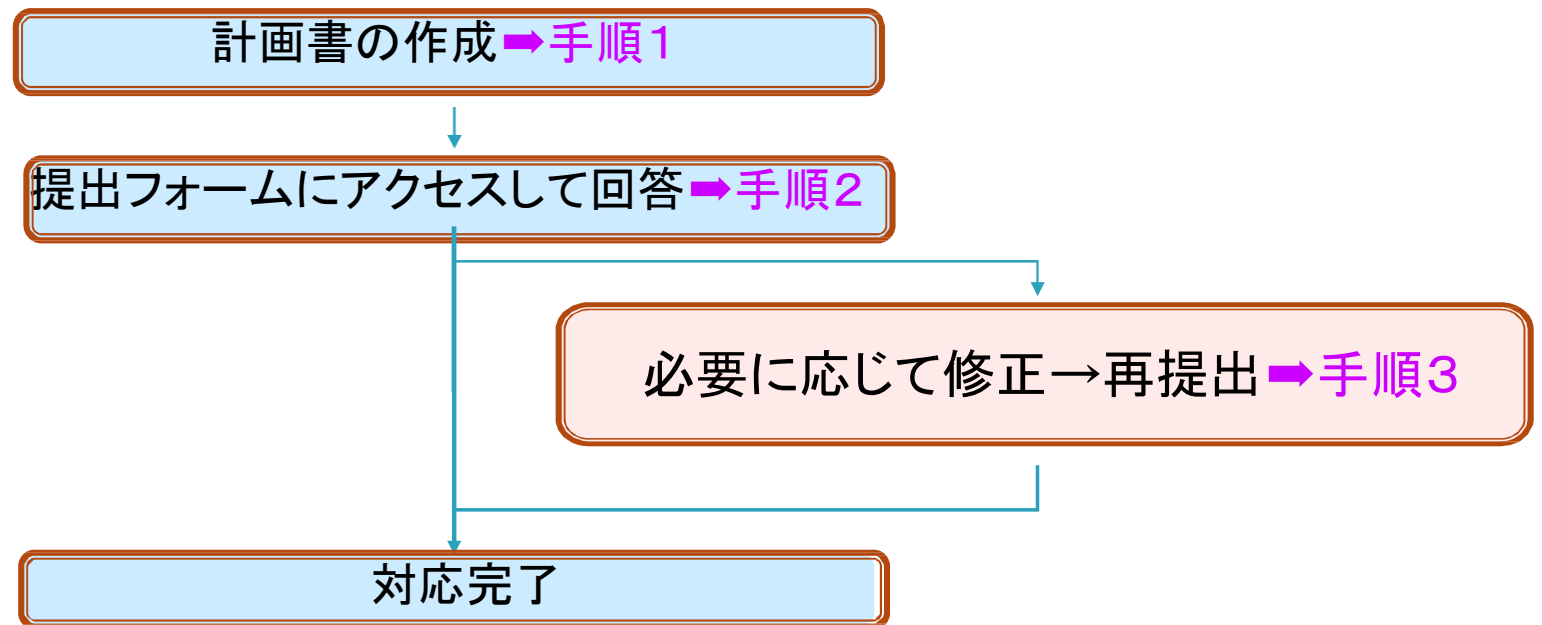 計画書の作成➡手順１
提出フォームにアクセスして回答➡手順２
必要に応じて修正→再提出➡手順３
対応完了